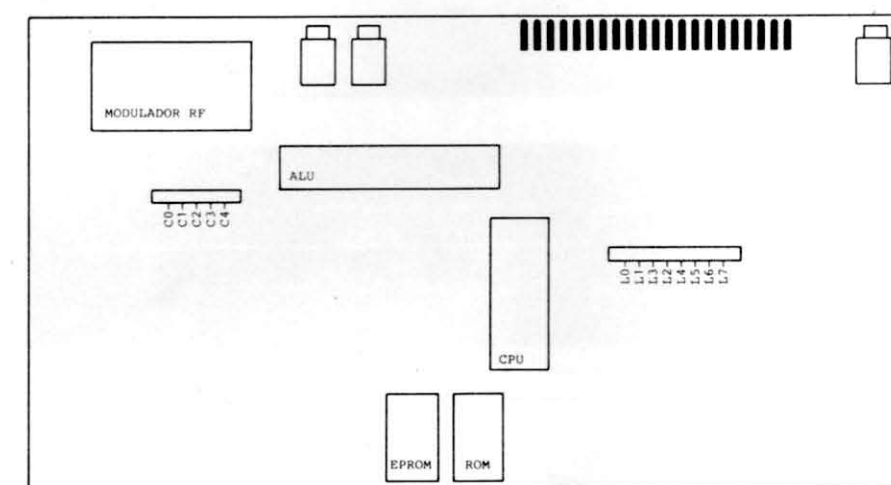 MODULADOR RF
ALU
C0
C1
C2
C3
C4
L0
L1
L3
L2
L4
L5
L6
L7
CPU
EPROM
ROM